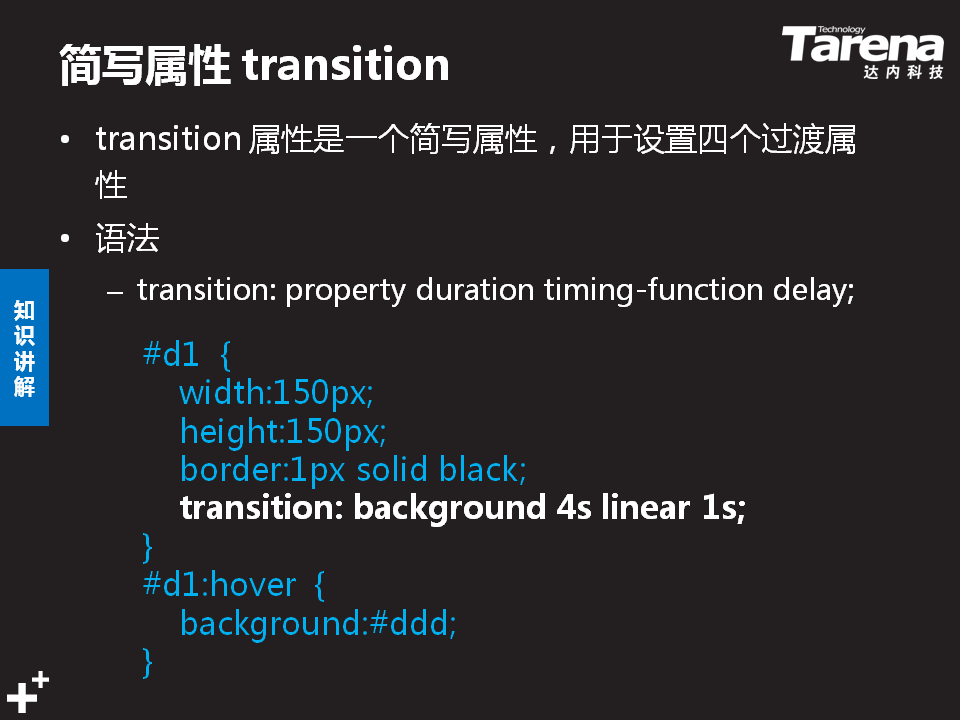 简写属性 transition
Technology
Tarena
达内科技
• transition 属性是一个简写属性，用于设置四个过渡属
性
• 语法
– transition: property duration timing-function delay;
知识讲解
#d1 {
width:150px;
height:150px;
border:1px solid black;
transition: background 4s linear 1s;
}
#d1:hover {
background:#ddd;
}